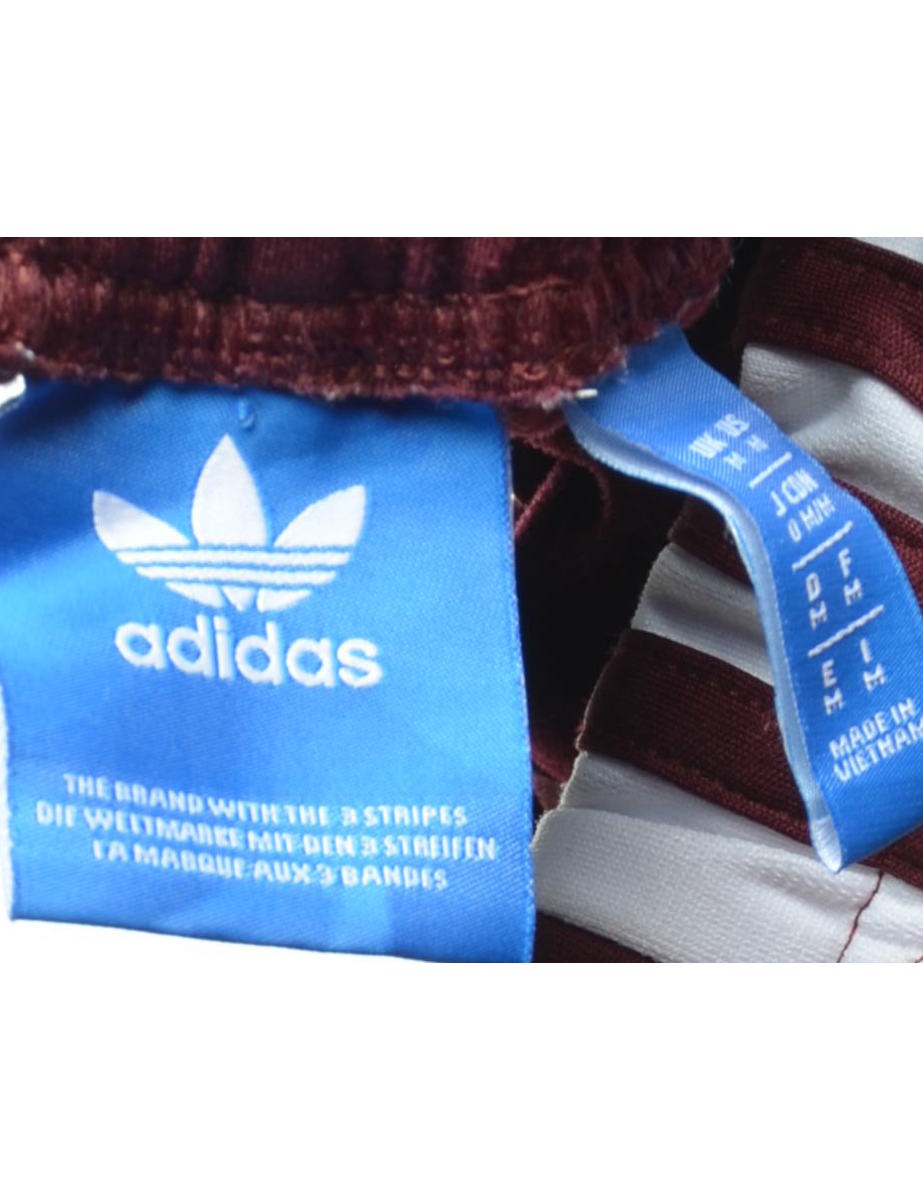 adidas
THE BRAND WITH THE 3 STRIPES
DIE WELTMARKE MIT DEN 3 STREIFEN
LA MARQUE AUX 3 BANDES
UK US
M M
J CDN
O M/M
D F
M M
E I
M M
MADE IN
VIETNAM